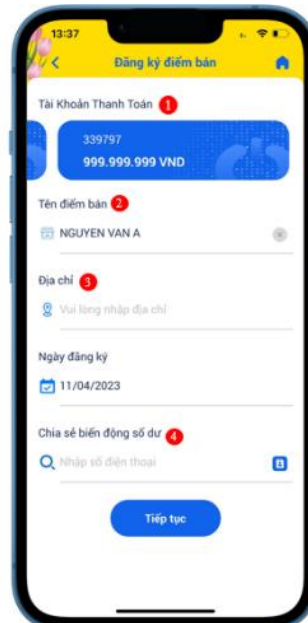 13:37
Đăng ký điểm bán
Tài Khoản Thanh Toán 1
339797
999.999.999 VND
Tên điểm bán 2
NGUYEN VAN A
Địa chỉ 3
Vui lòng nhập địa chỉ
Ngày đăng ký
11/04/2023
Chia sẻ biến động số dư 4
Nhập số điện thoại
Tiếp tục